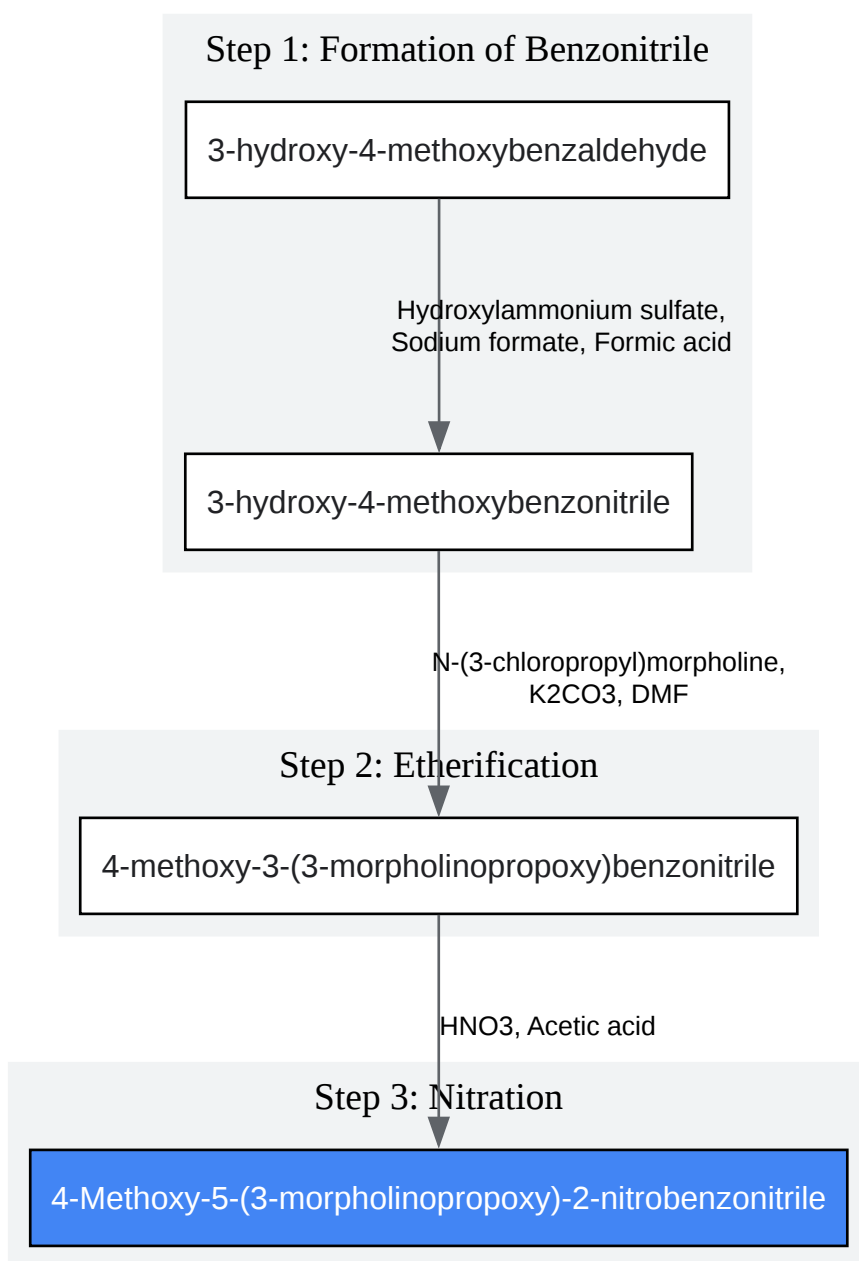 Step 1: Formation of Benzonitrile
3-hydroxy-4-methoxybenzaldehyde
Hydroxylammonium sulfate,
Sodium formate, Formic acid
3-hydroxy-4-methoxybenzonitrile
N-(3-chloropropyl)morpholine,
K2CO3, DMF
Step 2: Etherification
4-methoxy-3-(3-morpholinopropoxy)benzonitrile
HNO3, Acetic acid
Step 3: Nitration
4-Methoxy-5-(3-morpholinopropoxy)-2-nitrobenzonitrile